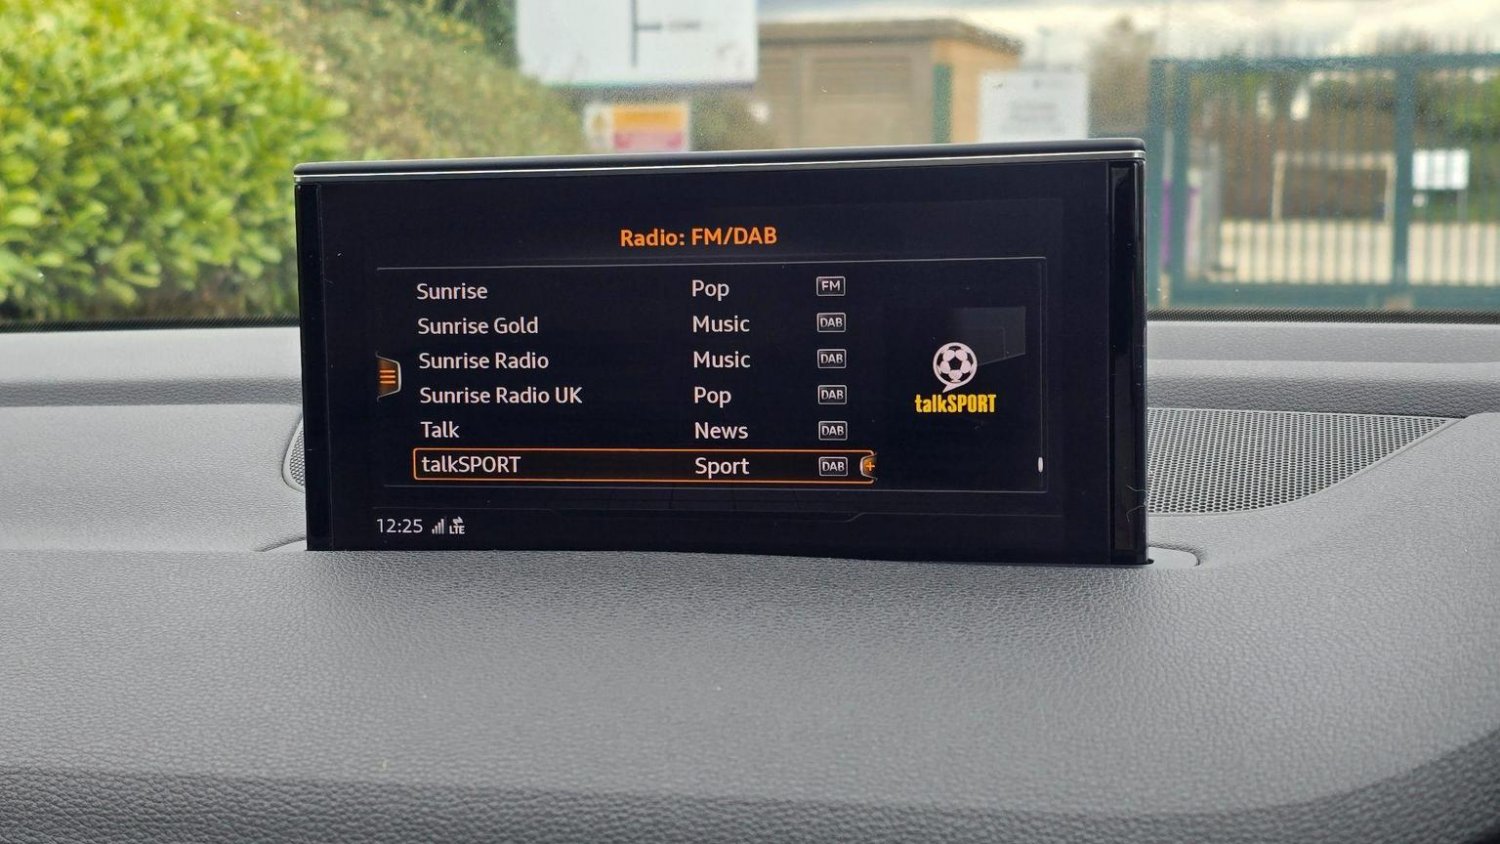 Radio: FM/DAB
Sunrise Pop FM
Sunrise Gold Music DAB
Sunrise Radio Music DAB
Sunrise Radio UK Pop DAB
Talk News DAB
talkSPORT Sport DAB
talkSPORT
12:25 LTE